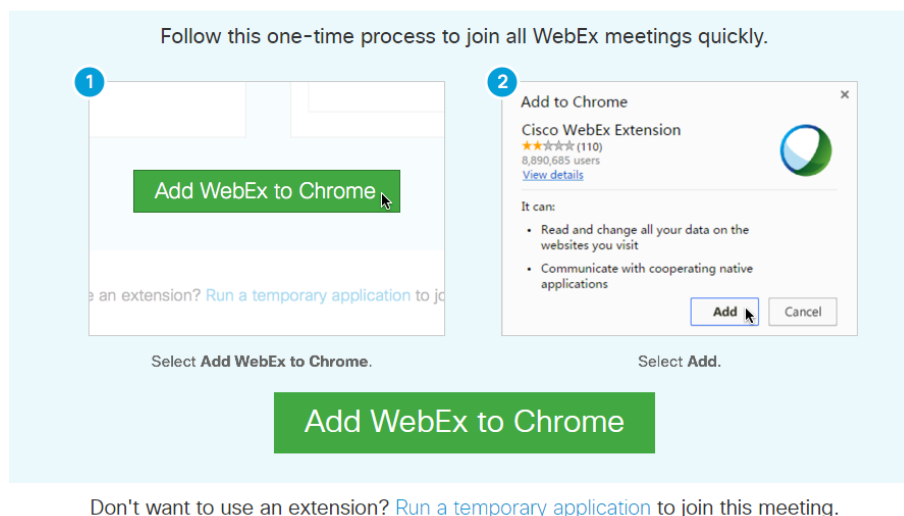 Follow this one-time process to join all WebEx meetings quickly.
1
Add WebEx to Chrome
an extension? Run a temporary application to jo
Select Add WebEx to Chrome.
2
Add to Chrome
×
Cisco WebEx Extension
(110)
8,890,685 users
View details
It can:
• Read and change all your data on the
websites you visit
• Communicate with cooperating native
applications
Add
Cancel
Select Add.
Add WebEx to Chrome
Don't want to use an extension? Run a temporary application to join this meeting.